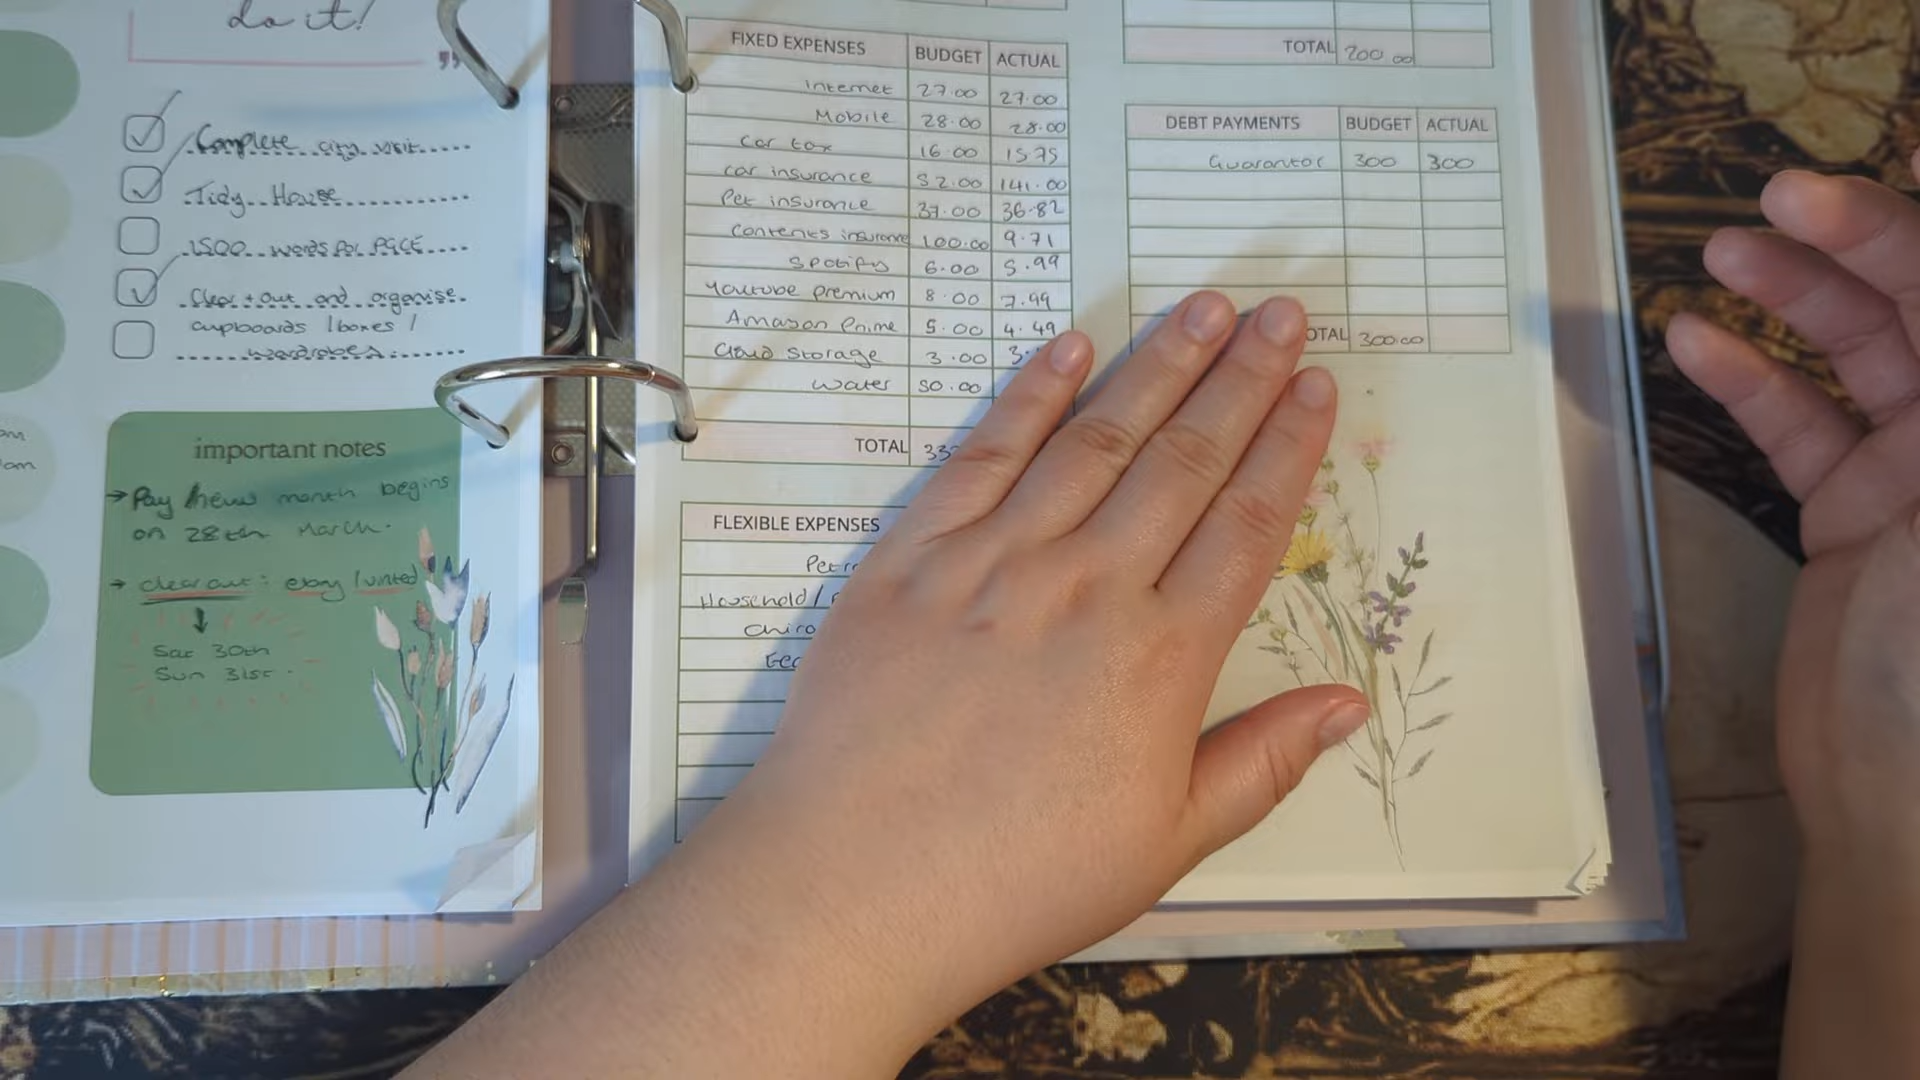 do it!
"
Complete city visit
Tidy House
1500 words for PGCE
Clear out and organise
cupboards / boxes /
wardrobes
important notes
→ Pay / new month begins
on 28th March.
→ clear out: ebay / vinted
Sat 30th
Sun 31st
FIXED EXPENSES BUDGET ACTUAL
Internet 27.00 27.00
Mobile 28.00 28.00
car tax 16.00 15.75
car insurance 52.00 141.00
Pet insurance 37.00 36.82
Contents insurance 100.00 9.71
Spotify 6.00 5.99
Youtube premium 8.00 7.99
Amazon Prime 5.00 4.49
Cloud storage 3.00
Water 50.00
TOTAL
FLEXIBLE EXPENSES
Household /
TOTAL 200.00
DEBT PAYMENTS BUDGET ACTUAL
Guarantor 300 300
300.00